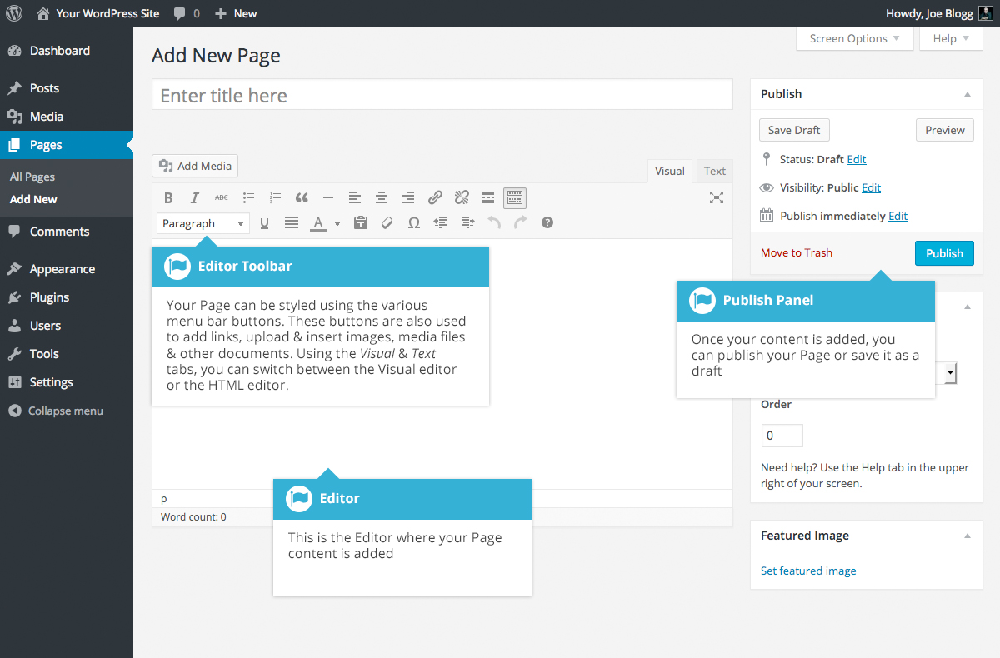 Your WordPress Site 0 New Howdy, Joe Blogg
Screen Options Help
Dashboard
Posts
Media
Pages
All Pages
Add New
Comments
Appearance
Plugins
Users
Tools
Settings
Collapse menu
Add New Page
Enter title here
Add Media
Visual Text
B I ABC
Paragraph U A Ω
Editor Toolbar
Your Page can be styled using the various
menu bar buttons. These buttons are also used
to add links, upload & insert images, media files
& other documents. Using the Visual & Text
tabs, you can switch between the Visual editor
or the HTML editor.
p
Word count: 0
Editor
This is the Editor where your Page
content is added
Publish
Save Draft Preview
Status: Draft Edit
Visibility: Public Edit
Publish immediately Edit
Move to Trash Publish
Publish Panel
Once your content is added, you
can publish your Page or save it as a
draft
Order
0
Need help? Use the Help tab in the upper
right of your screen.
Featured Image
Set featured image